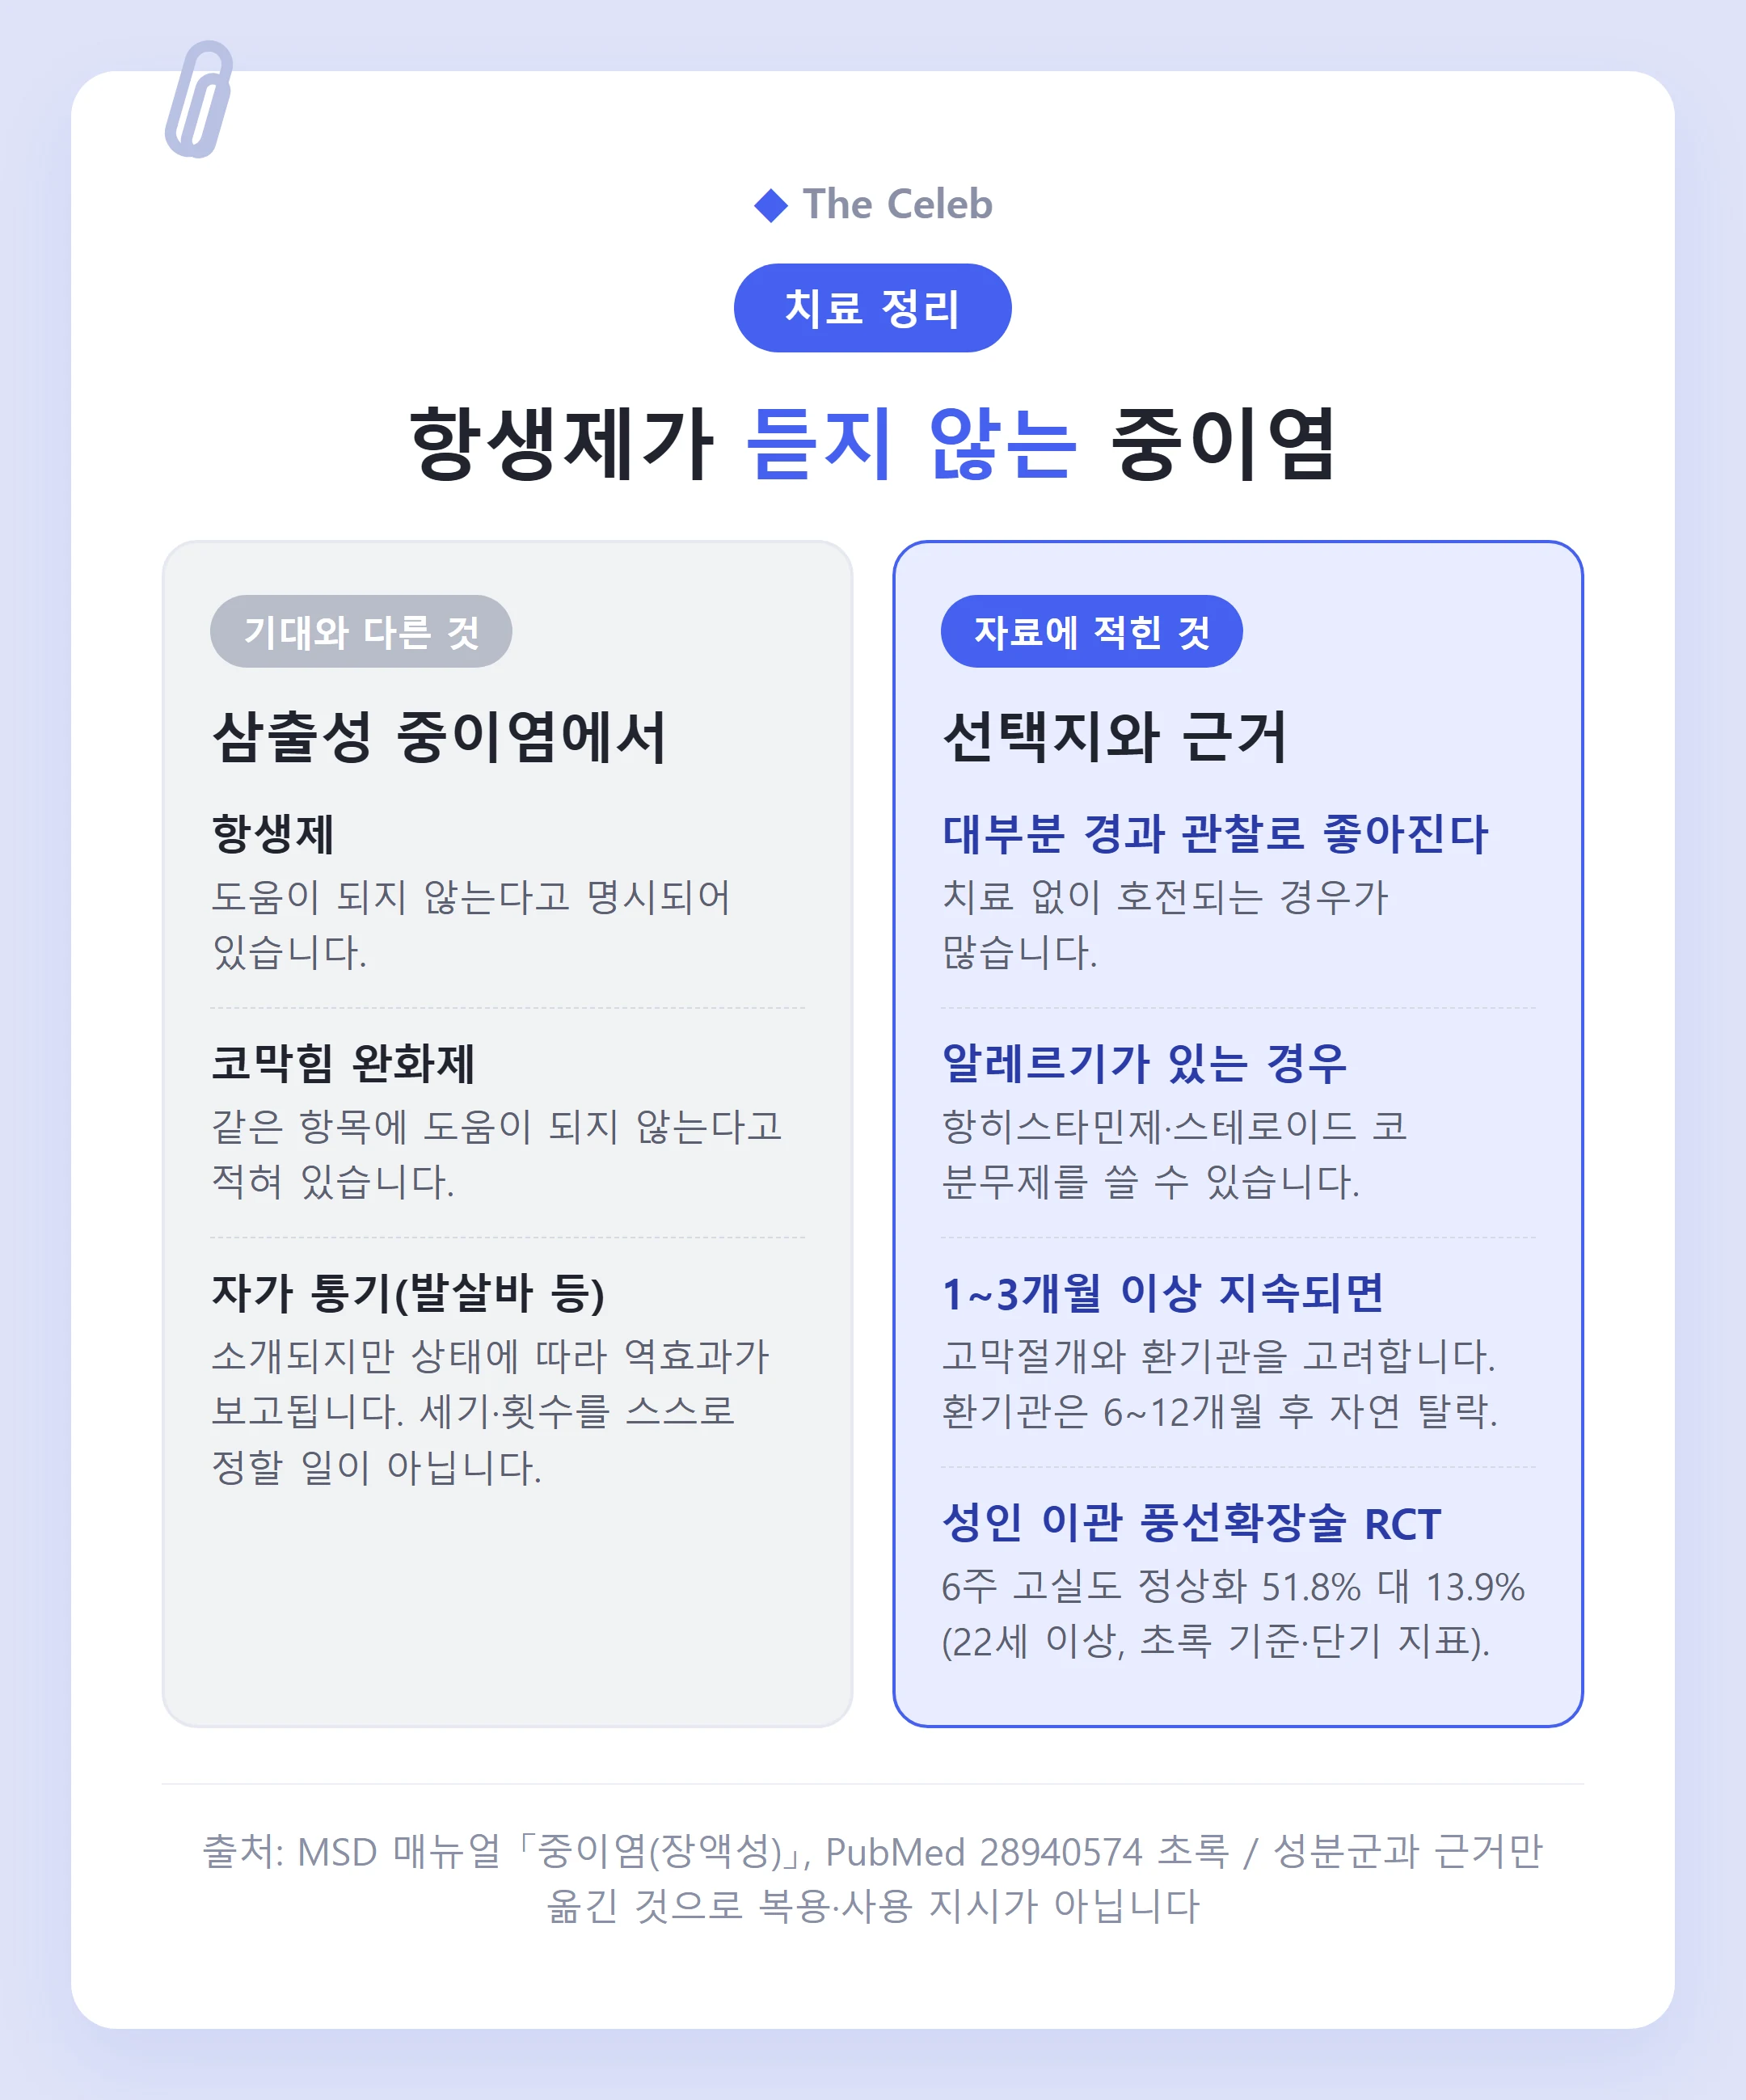 The Celeb
치료 정리
항생제가 듣지 않는 중이염
기대와 다른 것
삼출성 중이염에서
항생제
도움이 되지 않는다고 명시되어
있습니다.
코막힘 완화제
같은 항목에 도움이 되지 않는다고
적혀 있습니다.
자가 통기(발살바 등)
소개되지만 상태에 따라 역효과가
보고됩니다. 세기·횟수를 스스로
정할 일이 아닙니다.
자료에 적힌 것
선택지와 근거
대부분 경과 관찰로 좋아진다
치료 없이 호전되는 경우가
많습니다.
알레르기가 있는 경우
항히스타민제·스테로이드 코
분무제를 쓸 수 있습니다.
1~3개월 이상 지속되면
고막절개와 환기관을 고려합니다.
환기관은 6~12개월 후 자연 탈락.
성인 이관 풍선확장술 RCT
6주 고실도 정상화 51.8% 대 13.9%
(22세 이상, 초록 기준·단기 지표).
출처: MSD 매뉴얼「중이염(장액성)」, PubMed 28940574 초록 / 성분군과 근거만
옮긴 것으로 복용·사용 지시가 아닙니다